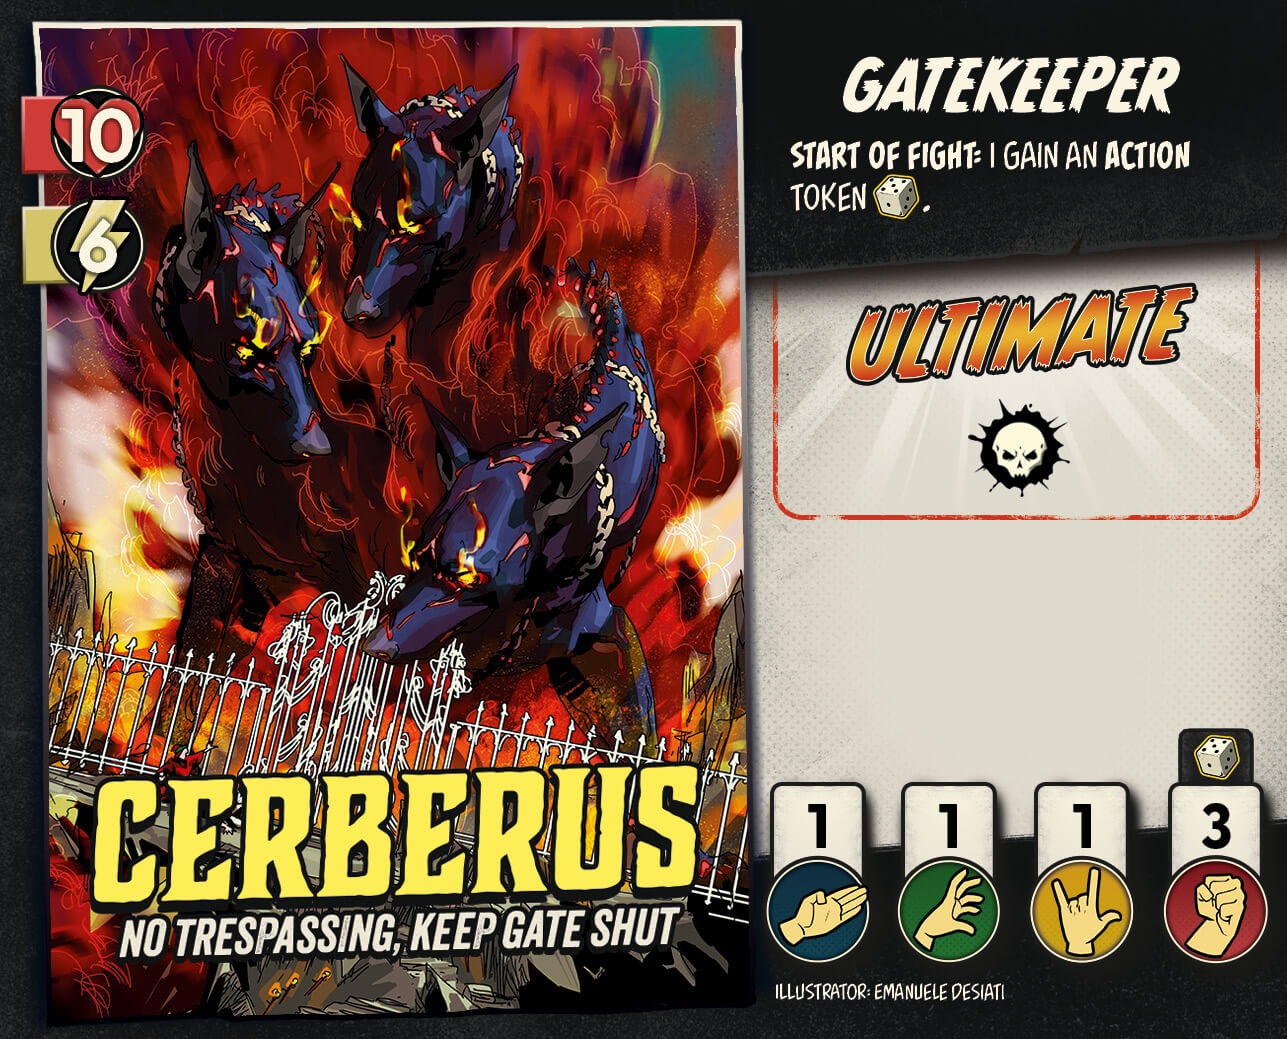 10
6
CERBERUS
NO TRESPASSING, KEEP GATE SHUT
GATEKEEPER
START OF FIGHT: I GAIN AN ACTION
TOKEN .
ULTIMATE
1
1
1
3
ILLUSTRATOR: EMANUELE DESIATI